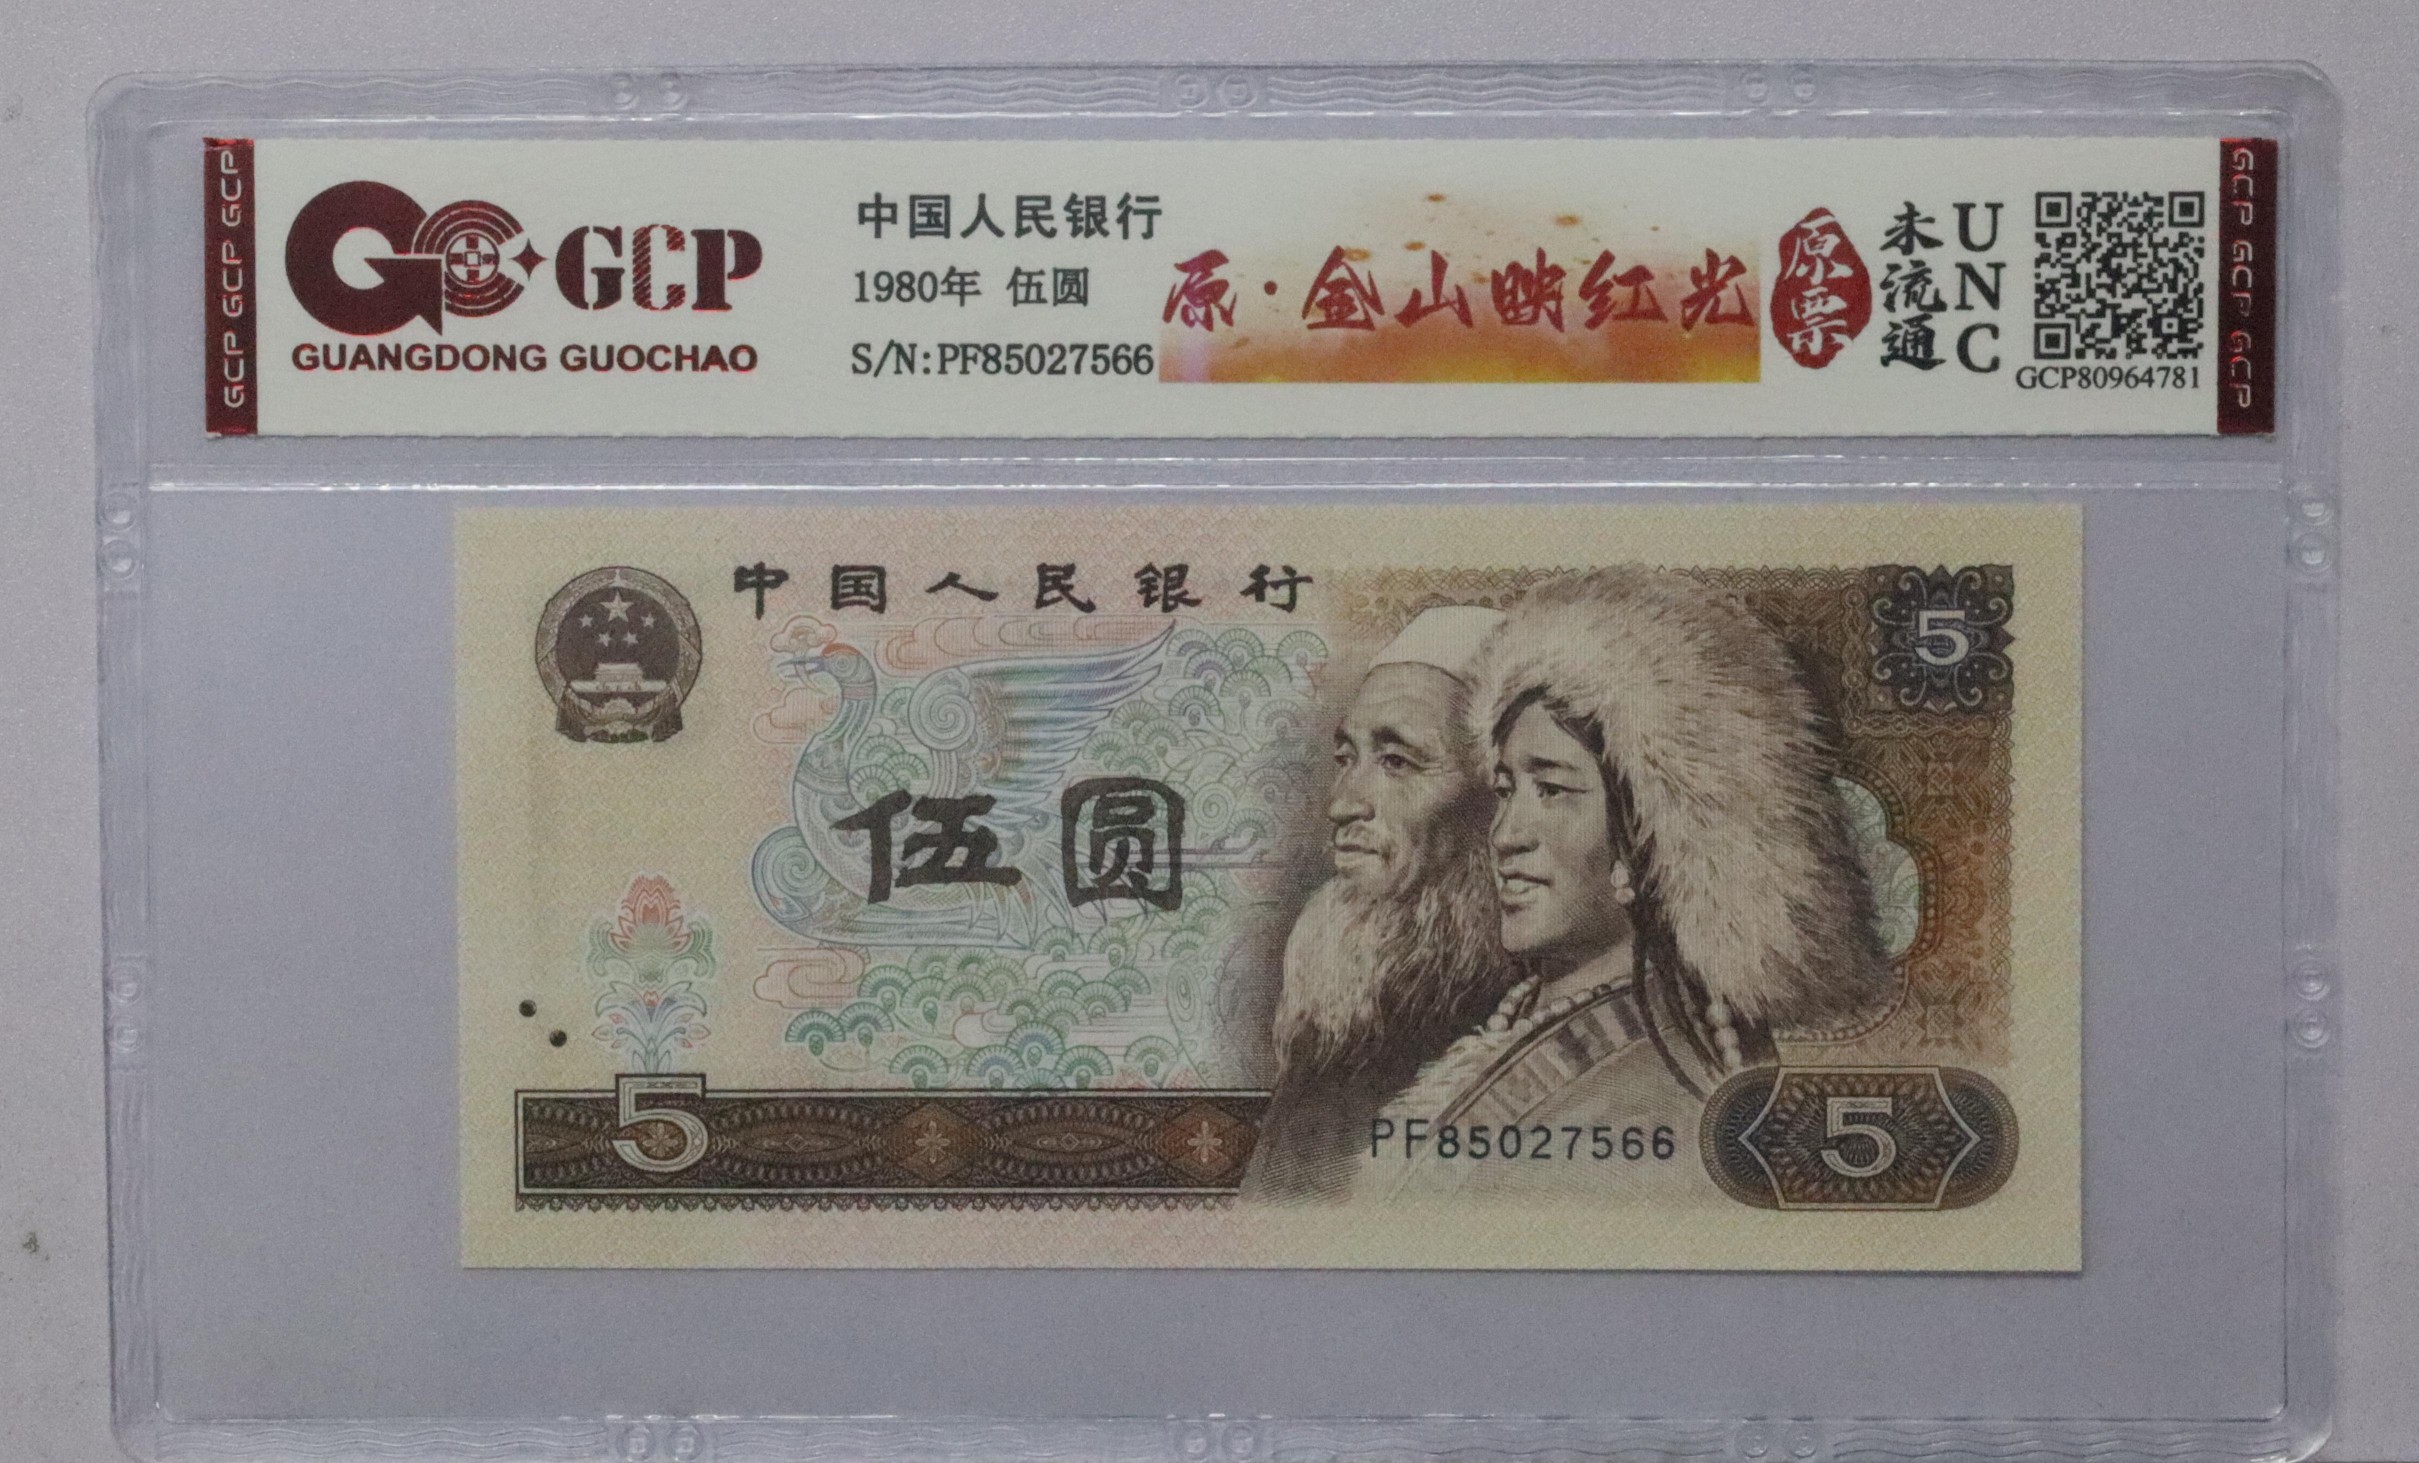 GCP GCP GCP
GCP
GUANGDONG GUOCHAO
中国人民银行
1980年 伍圆
S/N:PF85027566
原·金山映红光
原票
未流通
UNC
GCP80964781
GCP GCP GCP
中国人民银行
5
伍圆
5
PF85027566
5